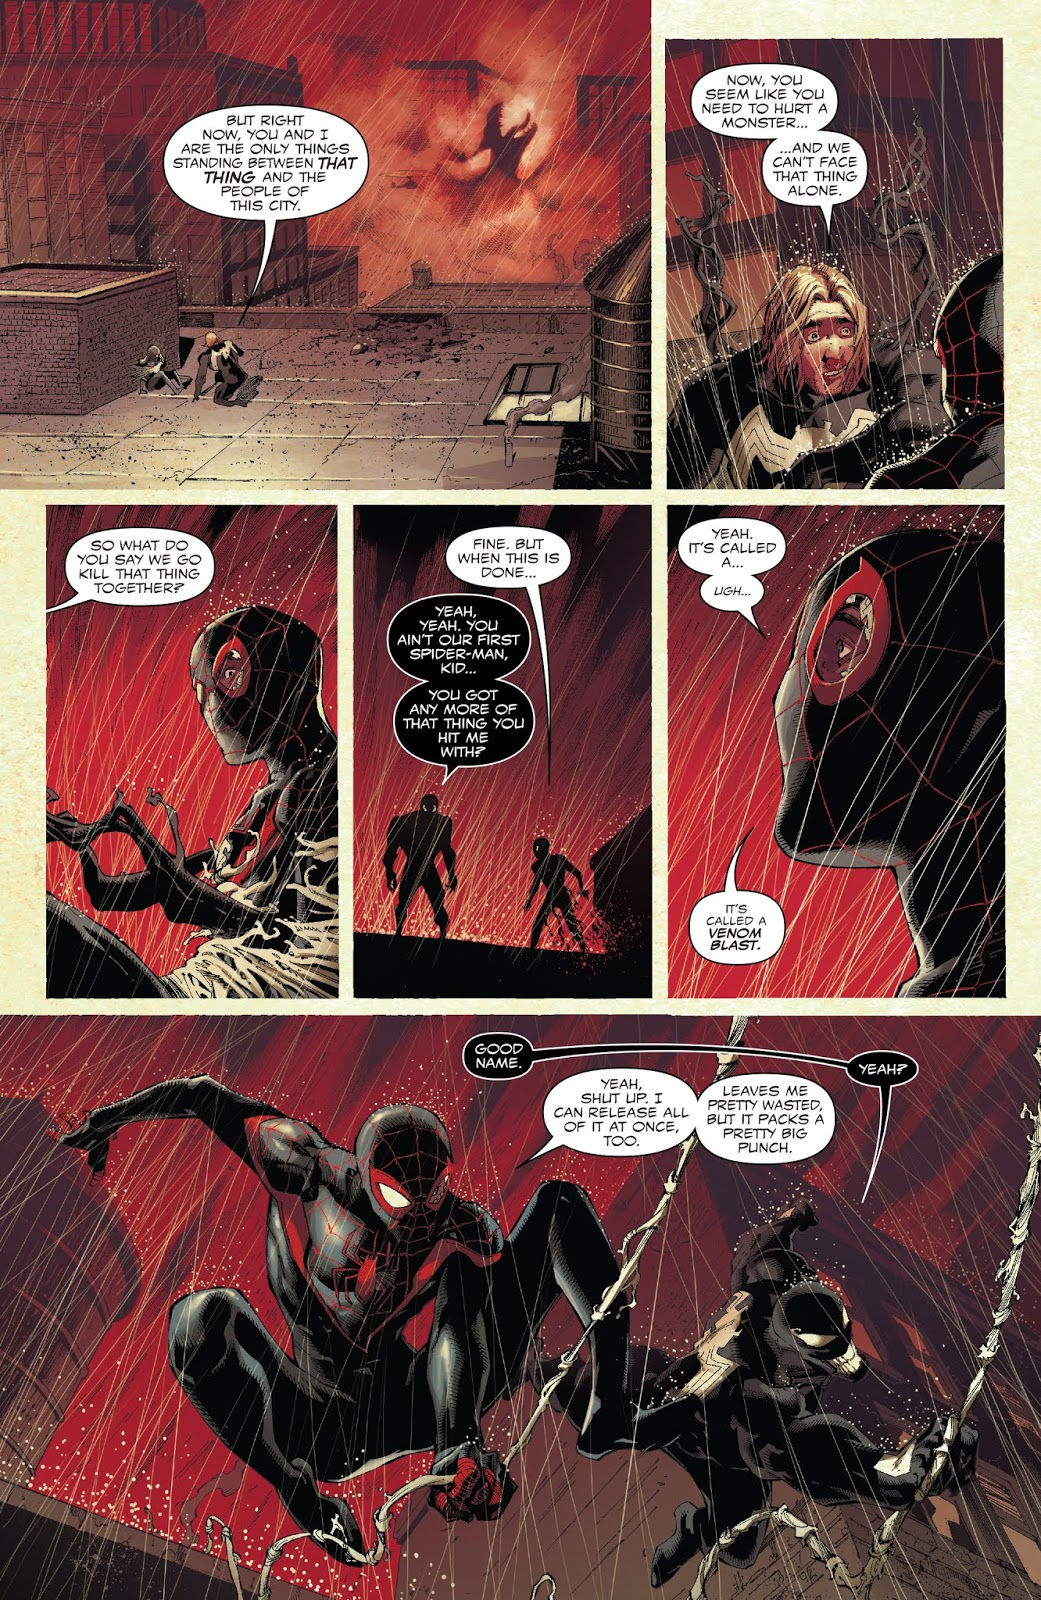 BUT RIGHT
NOW, YOU AND I
ARE THE ONLY THINGS
STANDING BETWEEN THAT
THING AND THE
PEOPLE OF
THIS CITY.
NOW, YOU
SEEM LIKE YOU
NEED TO HURT A
MONSTER...
...AND WE
CAN'T FACE
THAT THING
ALONE.
SO WHAT DO
YOU SAY WE GO
KILL THAT THING
TOGETHER?
FINE. BUT
WHEN THIS IS
DONE...
YEAH,
YEAH. YOU
AIN'T OUR FIRST
SPIDER-MAN,
KID...
YOU GOT
ANY MORE OF
THAT THING YOU
HIT ME
WITH?
YEAH.
IT'S CALLED
A...
UGH...
IT'S
CALLED A
VENOM
BLAST.
GOOD
NAME.
YEAH,
SHUT UP. I
CAN RELEASE ALL
OF IT AT ONCE,
TOO.
LEAVES ME
PRETTY WASTED,
BUT IT PACKS A
PRETTY BIG
PUNCH.
YEAH?